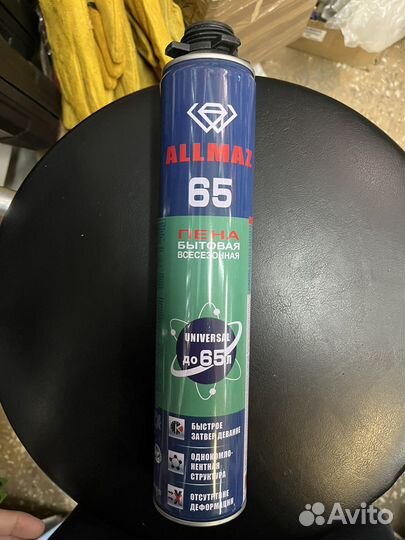 ALLMAZ
65
ПЕНА
БЫТОВАЯ
ВСЕСЕЗОННАЯ
UNIVERSAL
до 65л
БЫСТРОЕ
ЗАТВЕРДЕВАНИЕ
ОДНОКОМПО-
НЕНТНАЯ
СТРУКТУРА
ОТСУТСТВИЕ
ДЕФОРМАЦИИ
Avito